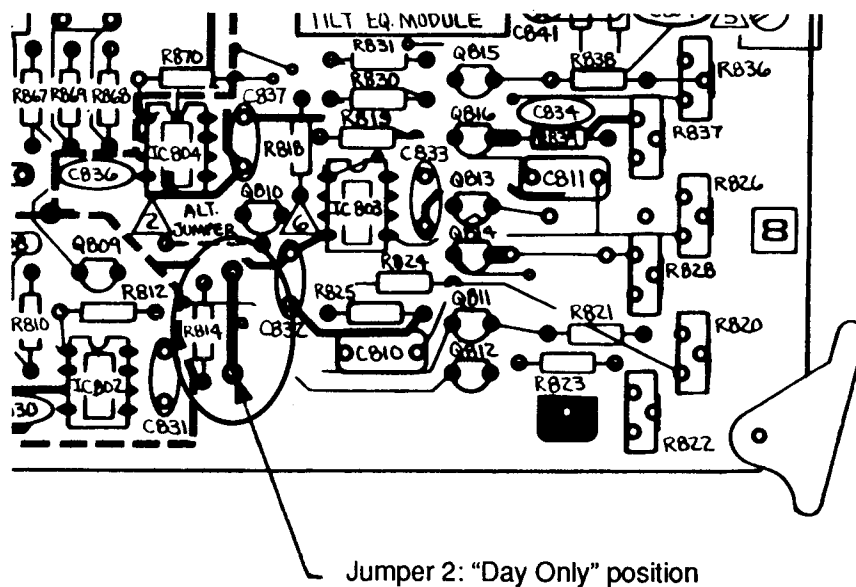 TILT EQ. MODULE
C841
R870
R831
Q815
R838
R836
R867
R869
R868
C837
R830
Q816
C834
R837
IC804
R818
R819
C833
C836
Q810
IC803
Q813
C811
R826
2
ALT.
JUMPER
6
8
Q809
Q814
R824
R828
R812
C832
R825
Q811
R821
R820
R810
R814
C810
Q812
IC802
R823
C831
R822
Jumper 2: “Day Only” position